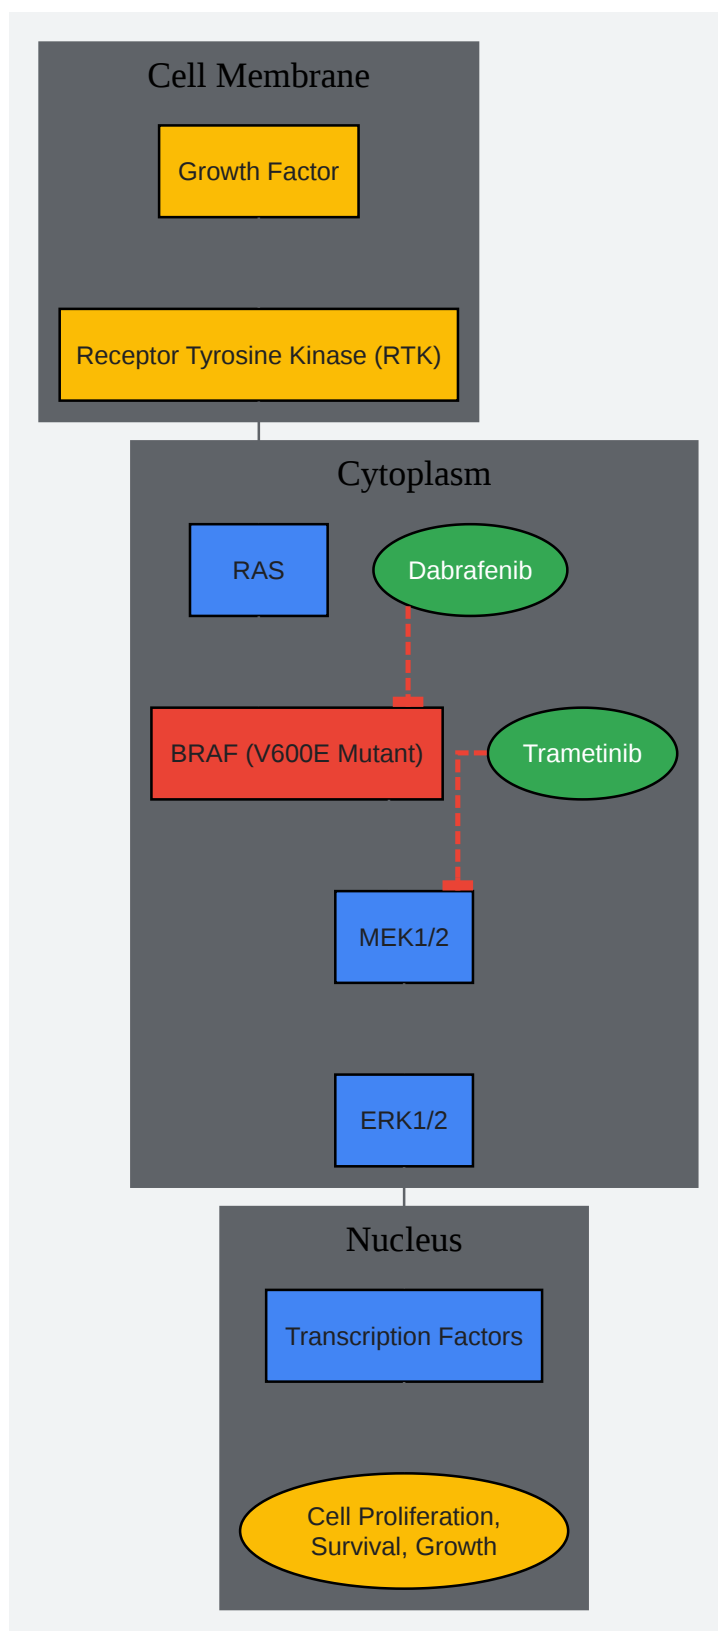 Cell Membrane
Growth Factor
Receptor Tyrosine Kinase (RTK)
Cytoplasm
RAS
Dabrafenib
BRAF (V600E Mutant)
Trametinib
MEK1/2
ERK1/2
Nucleus
Transcription Factors
Cell Proliferation,
Survival, Growth